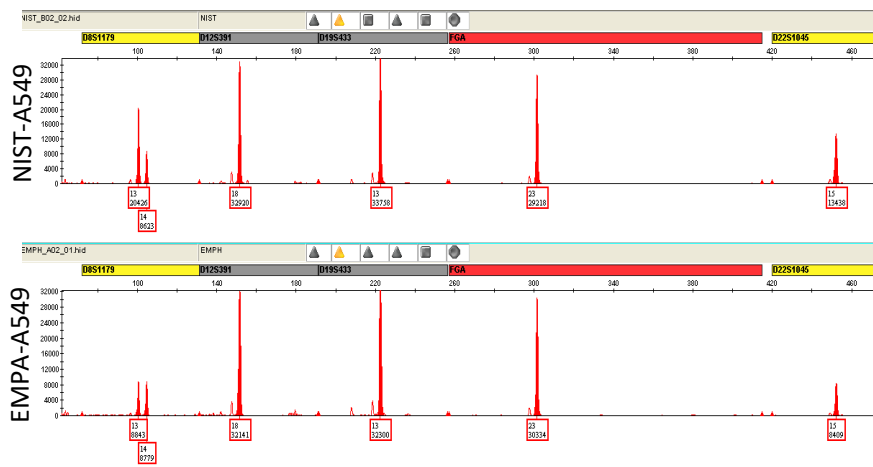 NIST_B02_02.hid NIST
D8S1179 D12S391 D19S433 FGA D22S1045
100 140 180 220 260 300 340 380 420 460
NIST-A549
32000
28000
24000
20000
16000
12000
8000
4000
0
13 18 13 23 15
20426 32920 33758 29218 13438
14
8623
EMPH_A02_01.hid EMPH
D8S1179 D12S391 D19S433 FGA D22S1045
100 140 180 220 260 300 340 380 420 460
EMPA-A549
32000
28000
24000
20000
16000
12000
8000
4000
0
13 18 13 23 15
8843 32141 32300 30334 8409
14
8779